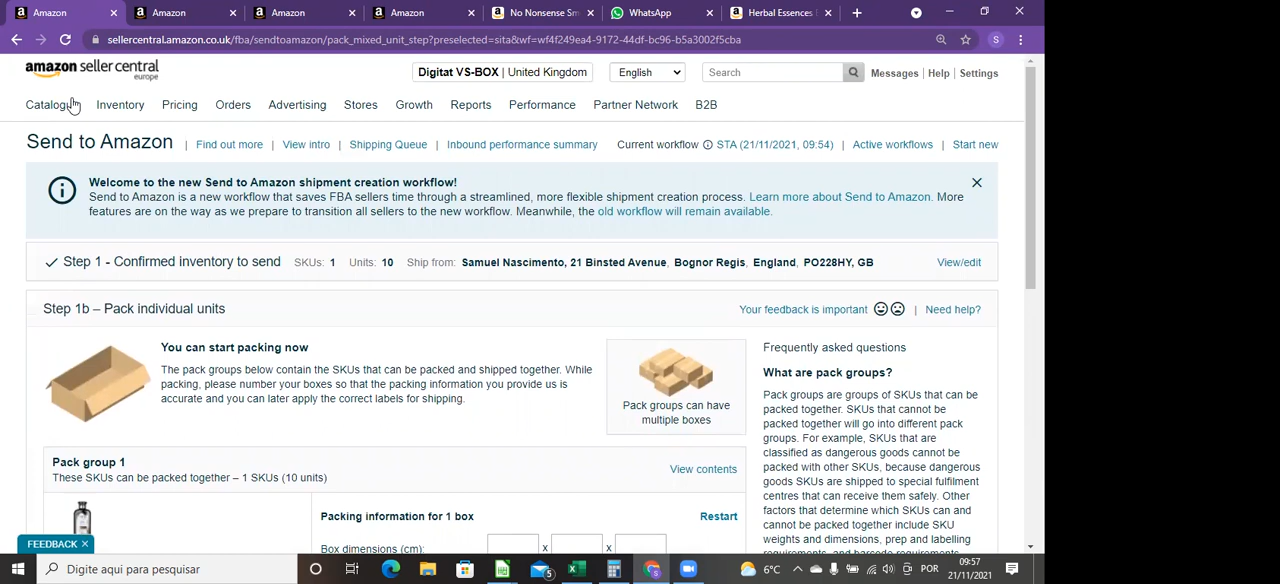 Amazon
Amazon
Amazon
Amazon
No Nonsense Sm
WhatsApp
Herbal Essences
sellercentral.amazon.co.uk/fba/sendtoamazon/pack_mixed_unit_step?preselected=sita&wf=wf4f249ea4-9172-44df-bc96-b5a3002f5cba
S
amazon seller central
europe
Digitat VS-BOX | United Kingdom
English
Search
Messages | Help | Settings
Catalogu
Inventory
Pricing
Orders
Advertising
Stores
Growth
Reports
Performance
Partner Network
B2B
Send to Amazon | Find out more | View intro | Shipping Queue | Inbound performance summary
Current workflow STA (21/11/2021, 09:54) | Active workflows | Start new
Welcome to the new Send to Amazon shipment creation workflow!
Send to Amazon is a new workflow that saves FBA sellers time through a streamlined, more flexible shipment creation process. Learn more about Send to Amazon. More
features are on the way as we prepare to transition all sellers to the new workflow. Meanwhile, the old workflow will remain available.
Step 1 - Confirmed inventory to send SKUs: 1 Units: 10 Ship from: Samuel Nascimento, 21 Binsted Avenue, Bognor Regis, England, PO228HY, GB View/edit
Step 1b – Pack individual units
Your feedback is important | Need help?
You can start packing now
The pack groups below contain the SKUs that can be packed and shipped together. While
packing, please number your boxes so that the packing information you provide us is
accurate and you can later apply the correct labels for shipping.
Pack groups can have
multiple boxes
Pack group 1
These SKUs can be packed together – 1 SKUs (10 units)
View contents
Packing information for 1 box
Restart
Box dimensions (cm):
x
x
Frequently asked questions
What are pack groups?
Pack groups are groups of SKUs that can be
packed together. SKUs that cannot be
packed together will go into different pack
groups. For example, SKUs that are
classified as dangerous goods cannot be
packed with other SKUs, because dangerous
goods SKUs are shipped to special fulfilment
centres that can receive them safely. Other
factors that determine which SKUs can and
cannot be packed together include SKU
weights and dimensions, prep and labelling
requirements, and barcode requirements
FEEDBACK
Digite aqui para pesquisar
5
6°C
POR
09:57
21/11/2021